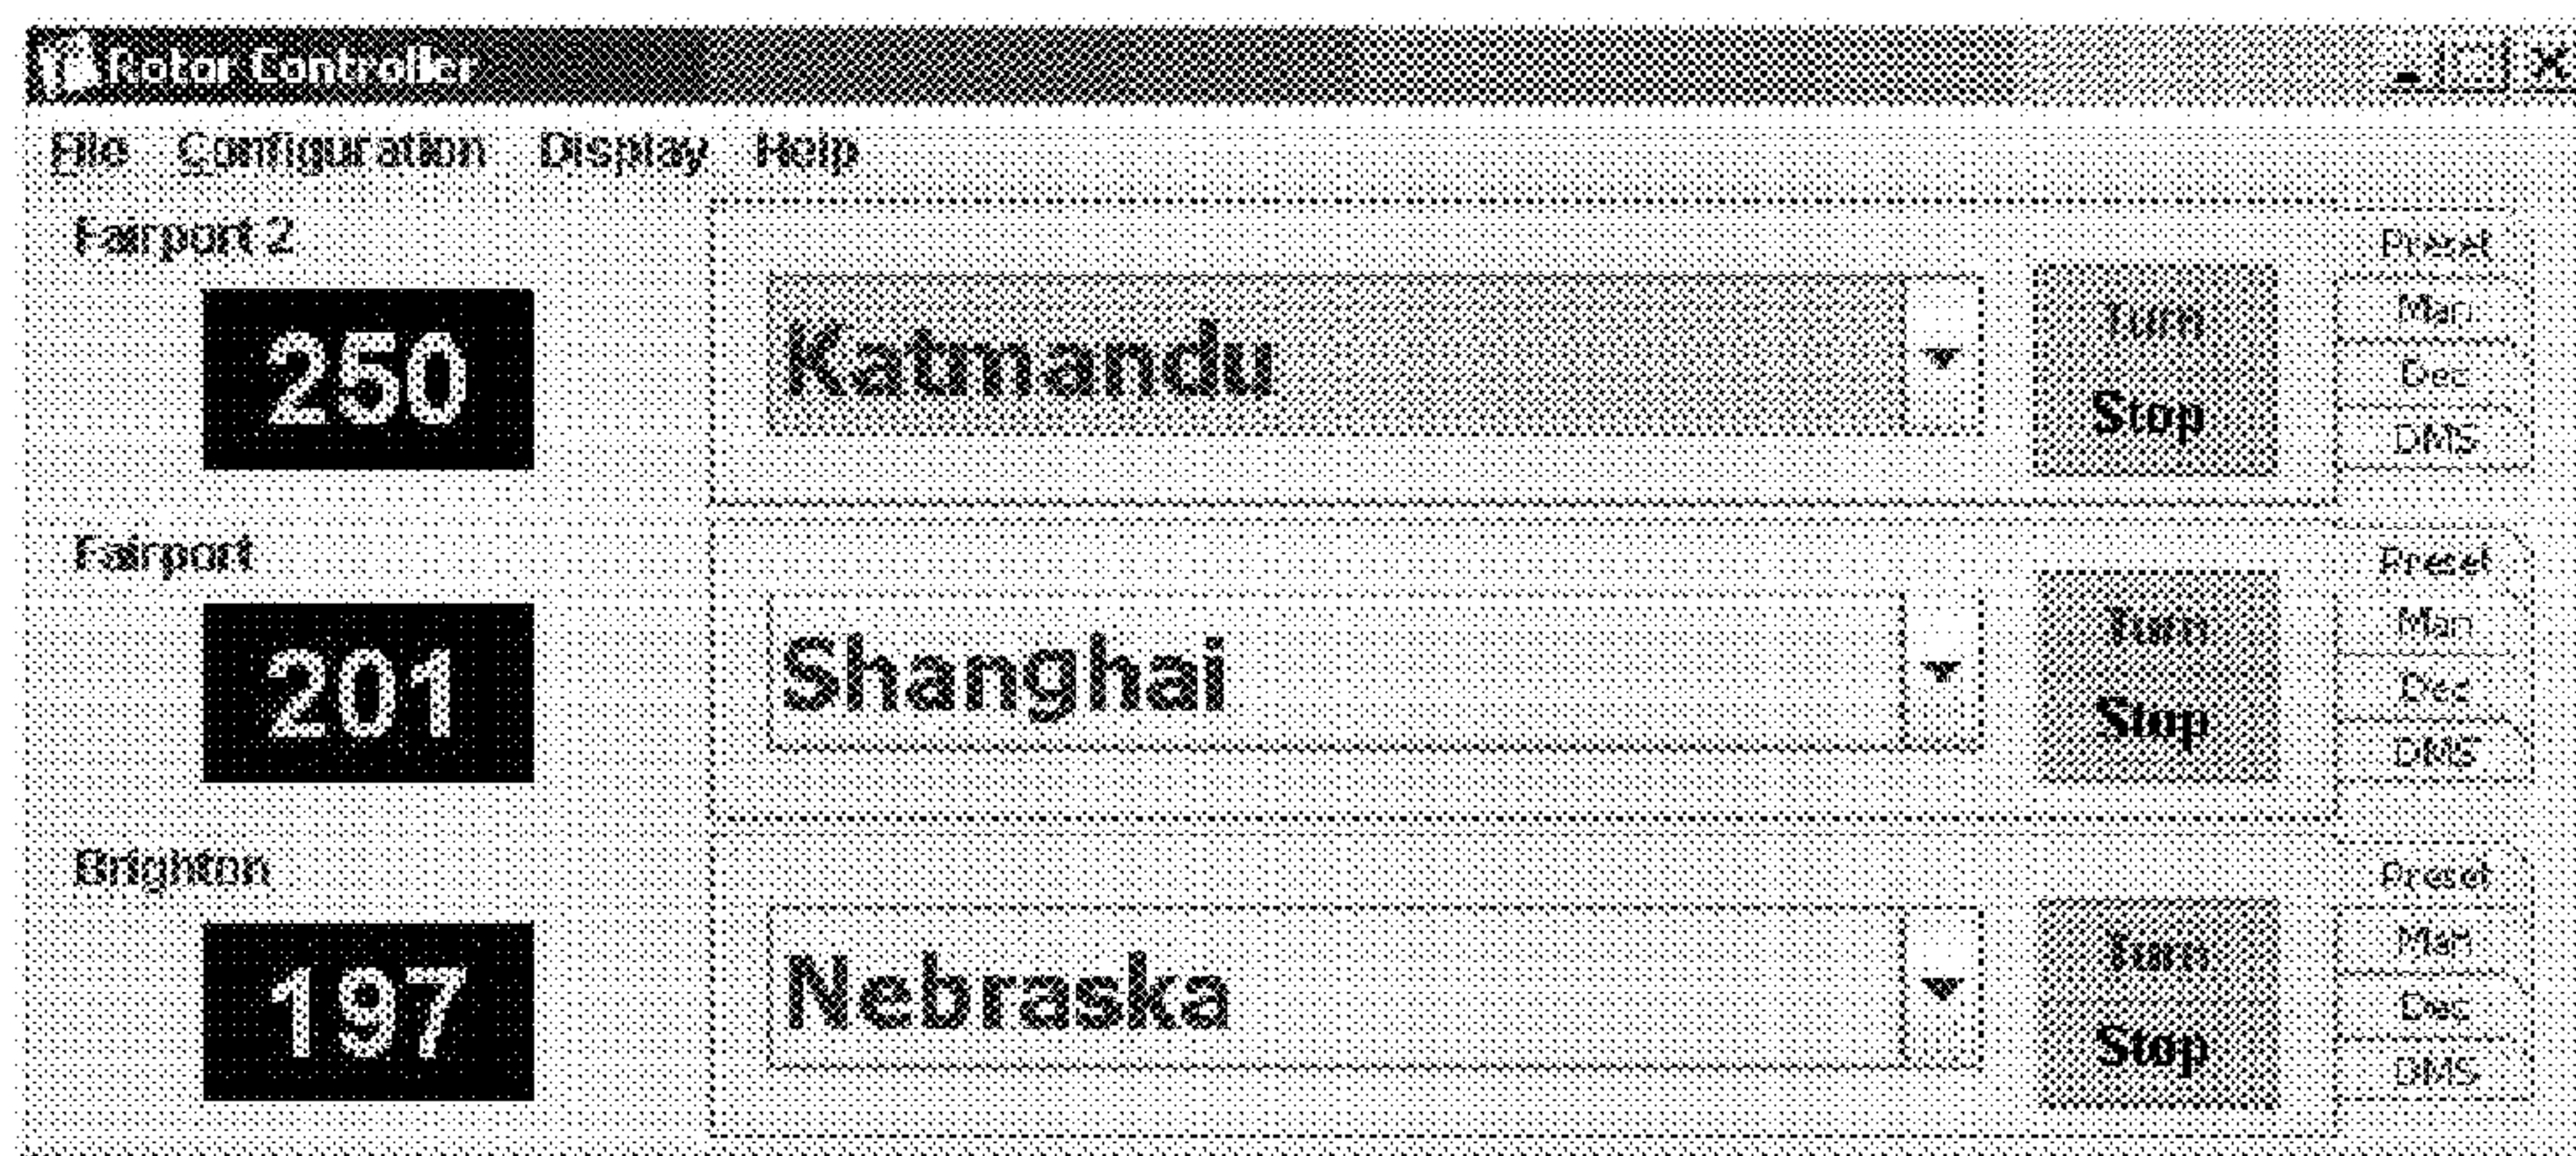 Rotor Controller
File Configuration Display Help
Fairport 2
250
Katmandu
Turn
Stop
Preset
Man
Dec
DMS
Fairport
201
Shanghai
Turn
Stop
Preset
Man
Dec
DMS
Brighton
197
Nebraska
Turn
Stop
Preset
Man
Dec
DMS